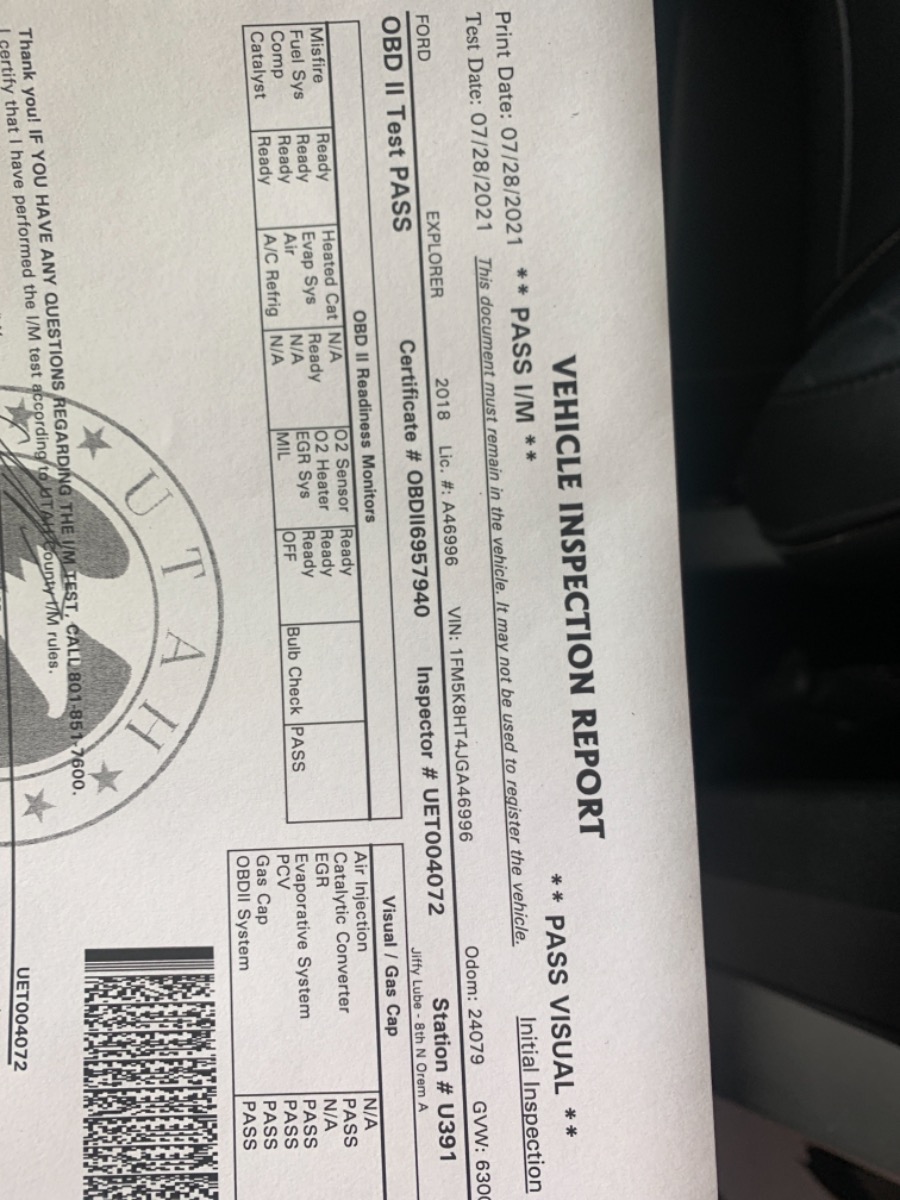 VEHICLE INSPECTION REPORT
Print Date: 07/28/2021 ** PASS I/M ** ** PASS VISUAL **
Test Date: 07/28/2021 This document must remain in the vehicle. It may not be used to register the vehicle. Initial Inspection
FORD EXPLORER 2018 Lic. #: A46996 VIN: 1FM5K8HT4JGA46996 Odom: 24079 GVW: 630
OBD II Test PASS Certificate # OBDII6957940 Inspector # UET004072 Station # U391
Jiffy Lube - 8th N Orem A
OBD II Readiness Monitors
Misfire Ready Heated Cat N/A O2 Sensor Ready
Fuel Sys Ready Evap Sys Ready O2 Heater Ready
Comp Ready Air N/A EGR Sys Ready
Catalyst Ready A/C Refrig N/A MIL OFF Bulb Check PASS
Visual / Gas Cap
Air Injection N/A
Catalytic Converter PASS
EGR N/A
Evaporative System PASS
PCV PASS
Gas Cap PASS
OBDII System PASS
UTAH
Thank you! IF YOU HAVE ANY QUESTIONS REGARDING THE I/M TEST, CALL 801-851-7600.
I certify that I have performed the I/M test according to UTAH County I/M rules.
UET004072